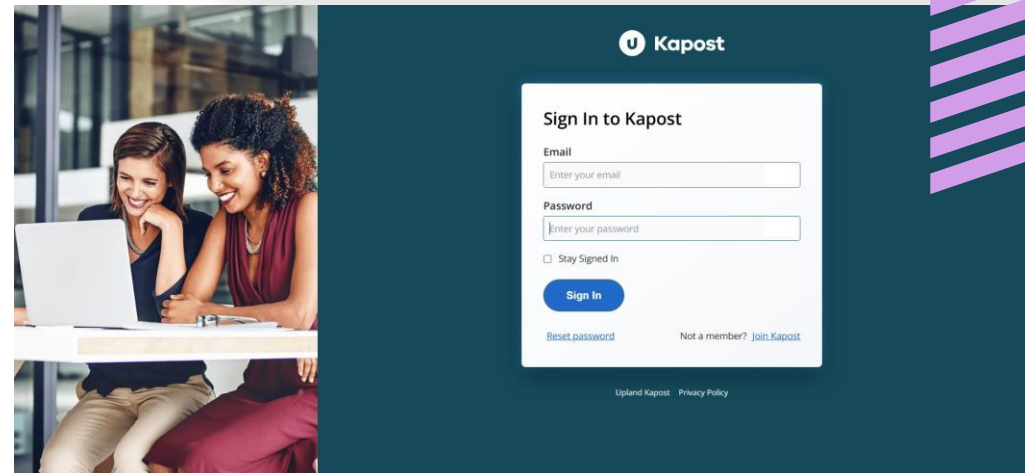 Kapost
Sign In to Kapost
Email
Enter your email
Password
Enter your password
Stay Signed In
Sign In
Reset password Not a member? Join Kapost
Upland Kapost Privacy Policy